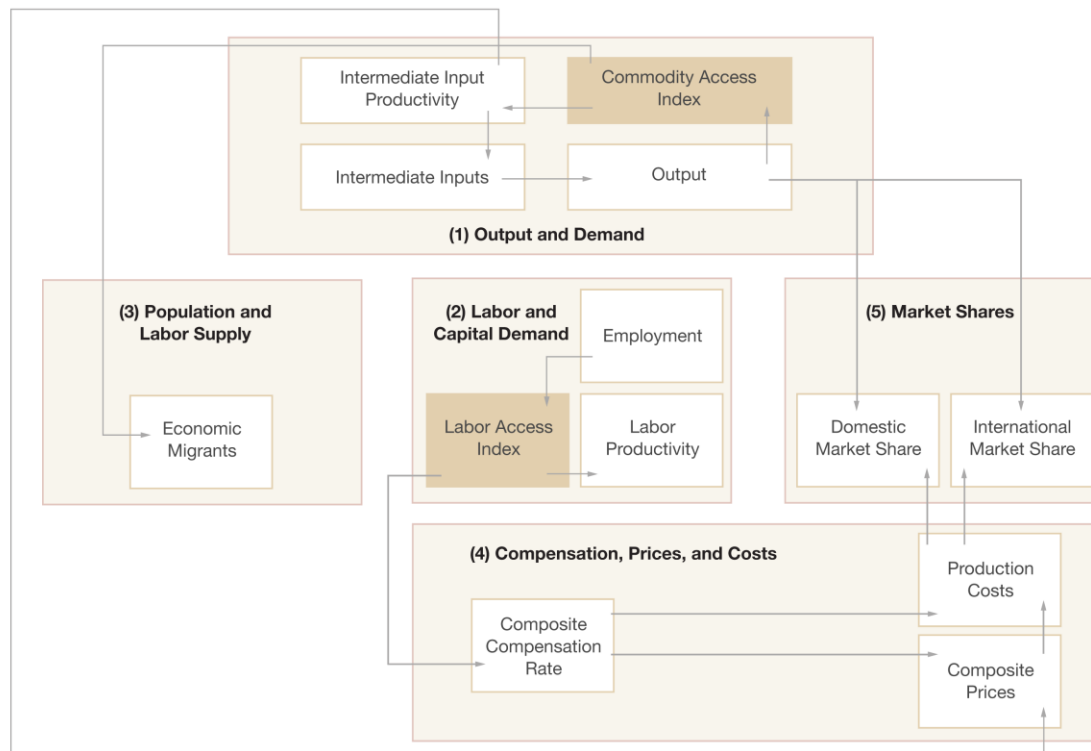 Intermediate Input
Productivity
Commodity Access
Index
Intermediate Inputs
Output
(1) Output and Demand
(3) Population and
Labor Supply
Economic
Migrants
(2) Labor and
Capital Demand
Employment
Labor Access
Index
Labor
Productivity
(5) Market Shares
Domestic
Market Share
International
Market Share
(4) Compensation, Prices, and Costs
Production
Costs
Composite
Compensation
Rate
Composite
Prices